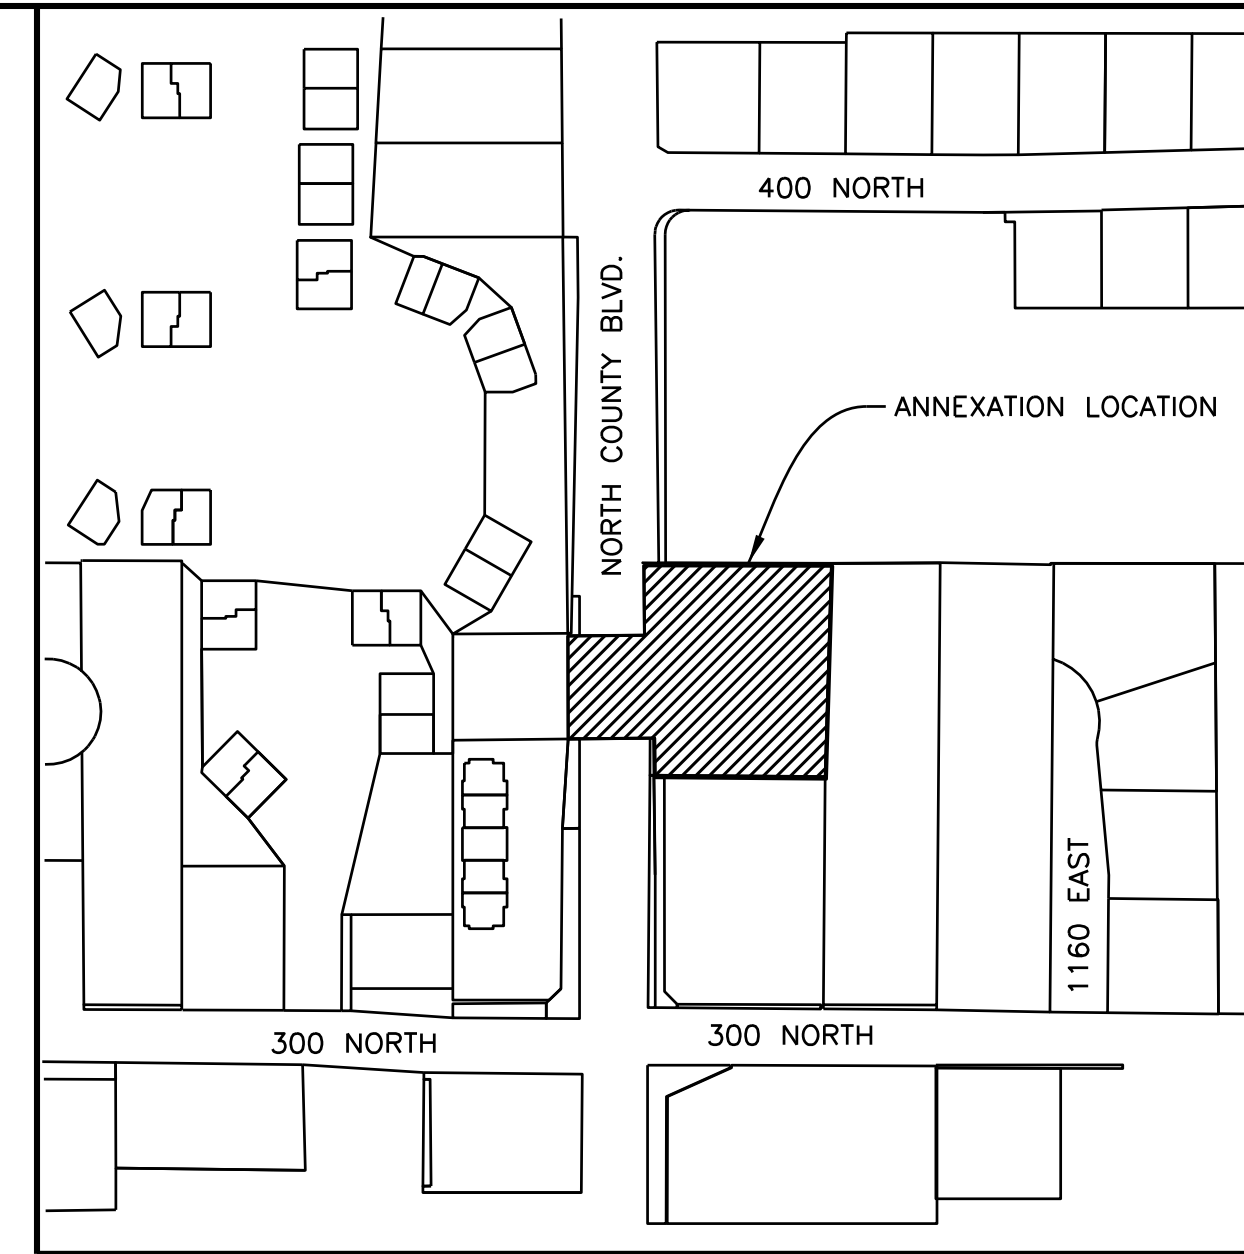 400 NORTH
NORTH COUNTY BLVD.
ANNEXATION LOCATION
1160 EAST
300 NORTH
300 NORTH